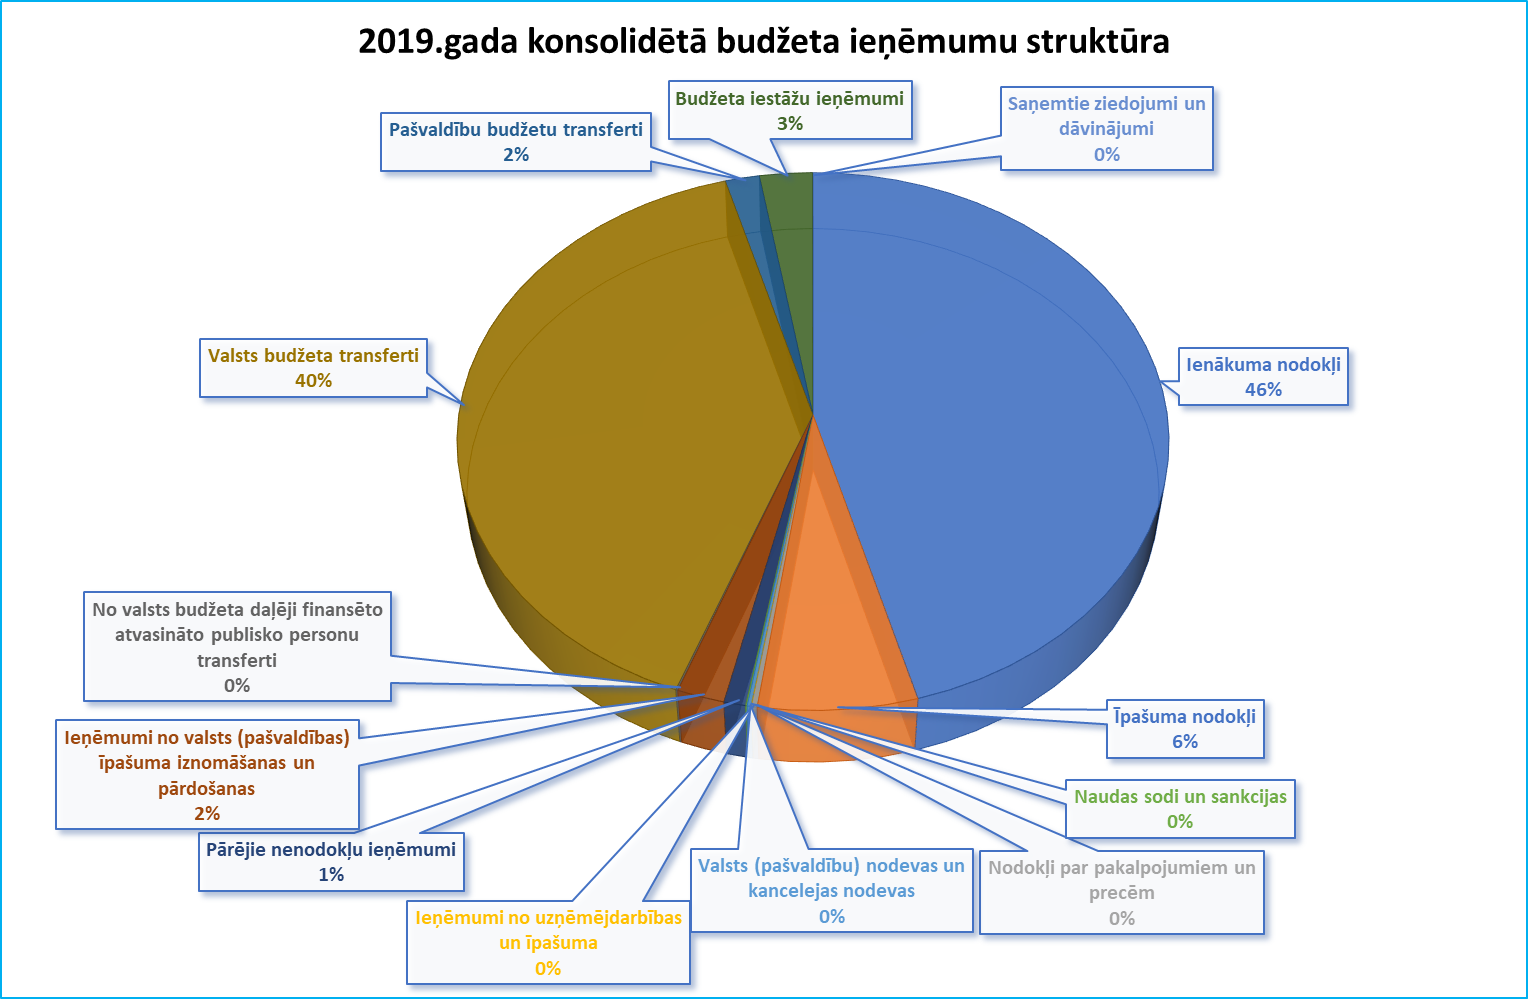 2019.gada konsolidētā budžeta ieņēmumu struktūra
Budžeta iestāžu ieņēmumi
3%
Saņemtie ziedojumi un
dāvinājumi
0%
Pašvaldību budžetu transferti
2%
Valsts budžeta transferti
40%
Ienākuma nodokļi
46%
No valsts budžeta daļēji finansēto
atvasināto publisko personu
transferti
0%
Īpašuma nodokļi
6%
Ieņēmumi no valsts (pašvaldības)
īpašuma iznomāšanas un
pārdošanas
2%
Naudas sodi un sankcijas
0%
Pārējie nenodokļu ieņēmumi
1%
Valsts (pašvaldību) nodevas un
kancelejas nodevas
0%
Nodokļi par pakalpojumiem un
precēm
0%
Ieņēmumi no uzņēmējdarbības
un īpašuma
0%